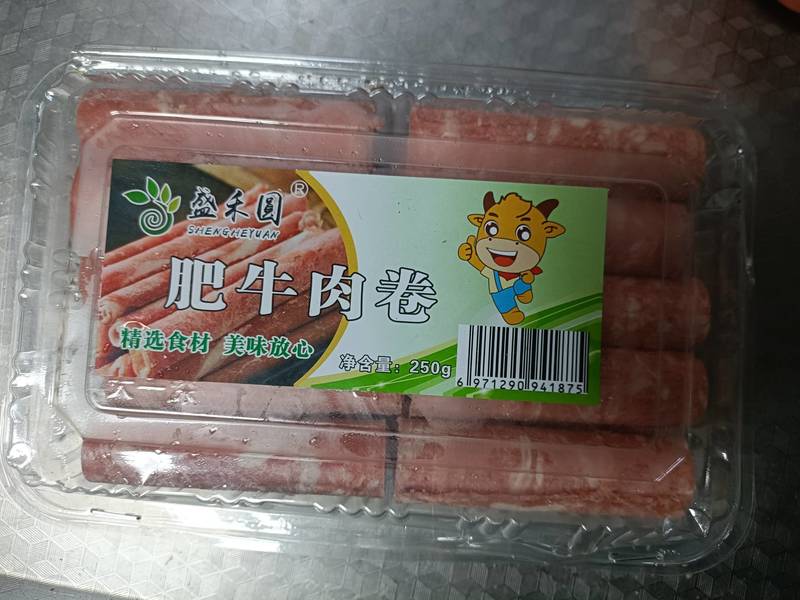 盛禾圆®
SHENGHEYUAN
肥牛肉卷
精选食材 美味放心
净含量：250g
6 971290 941875